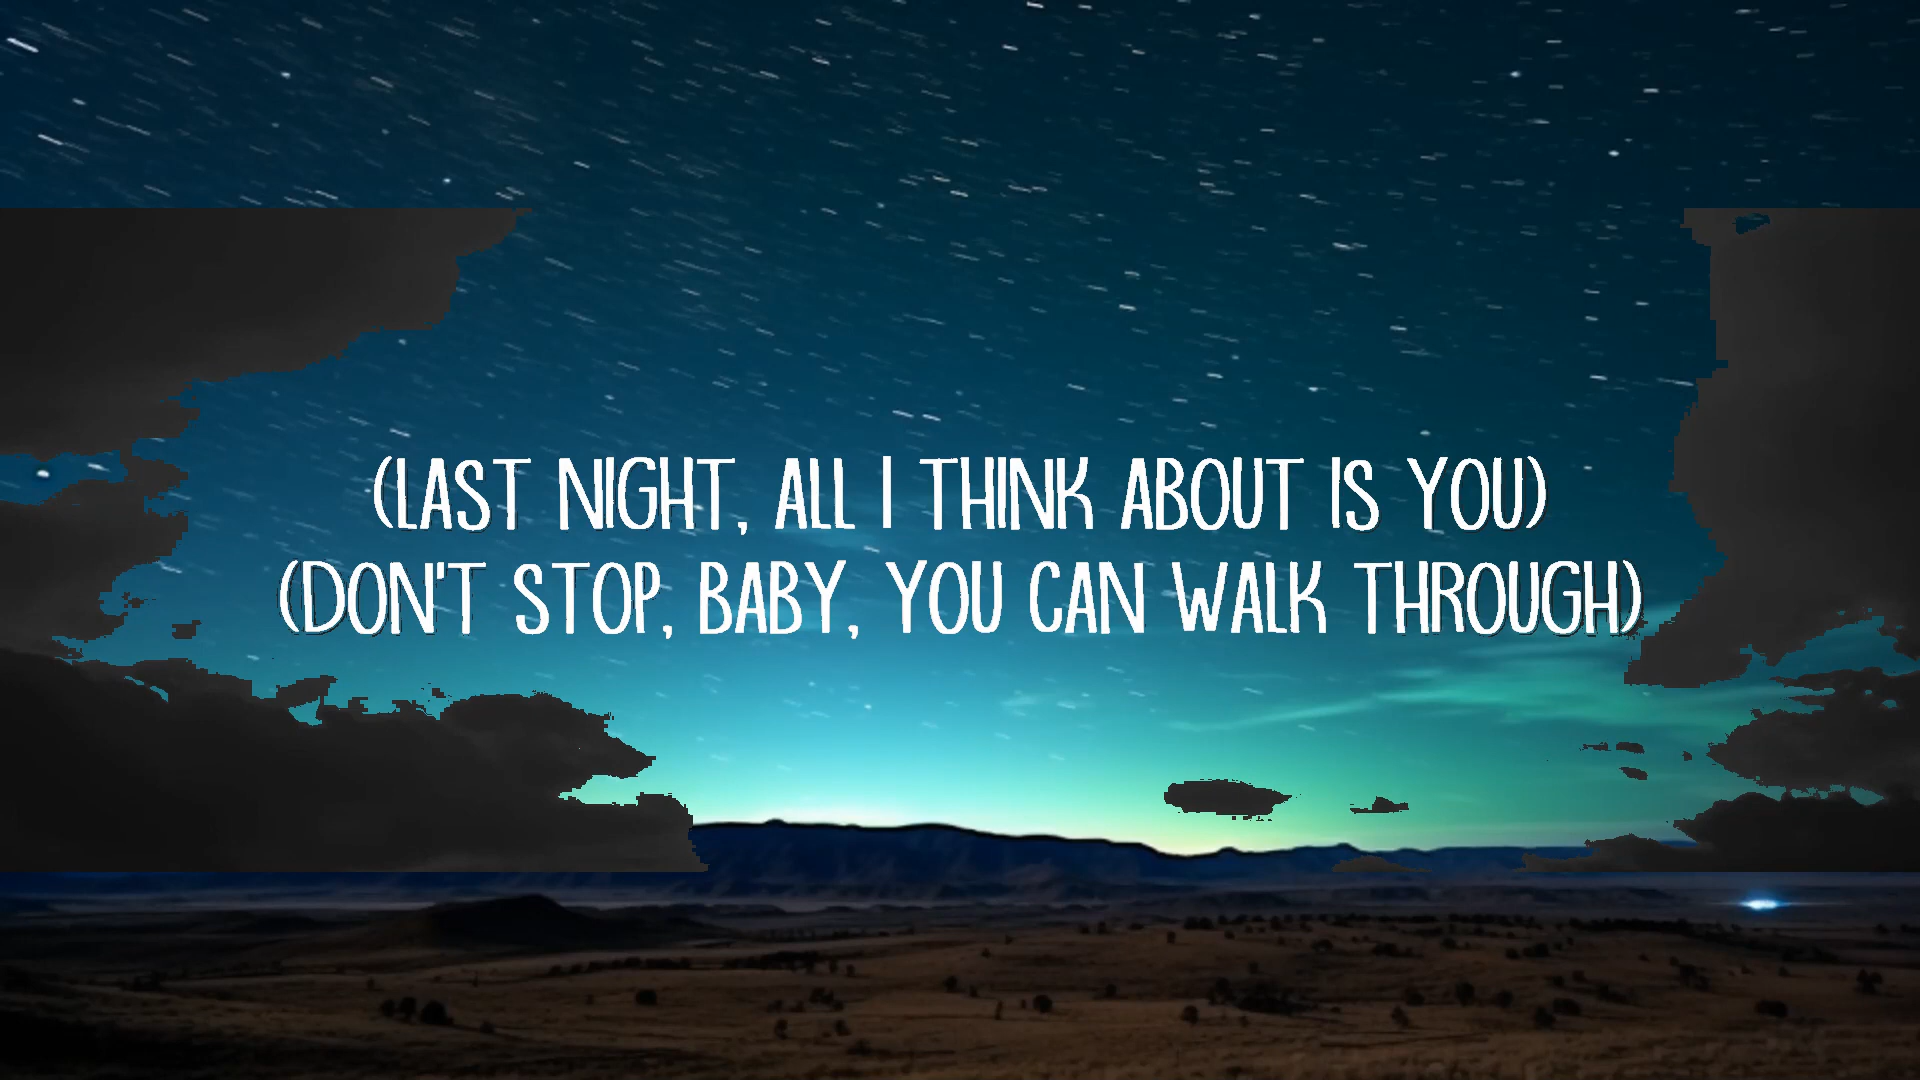 (LAST NIGHT, ALL I THINK ABOUT IS YOU)
(DON'T STOP, BABY, YOU CAN WALK THROUGH)